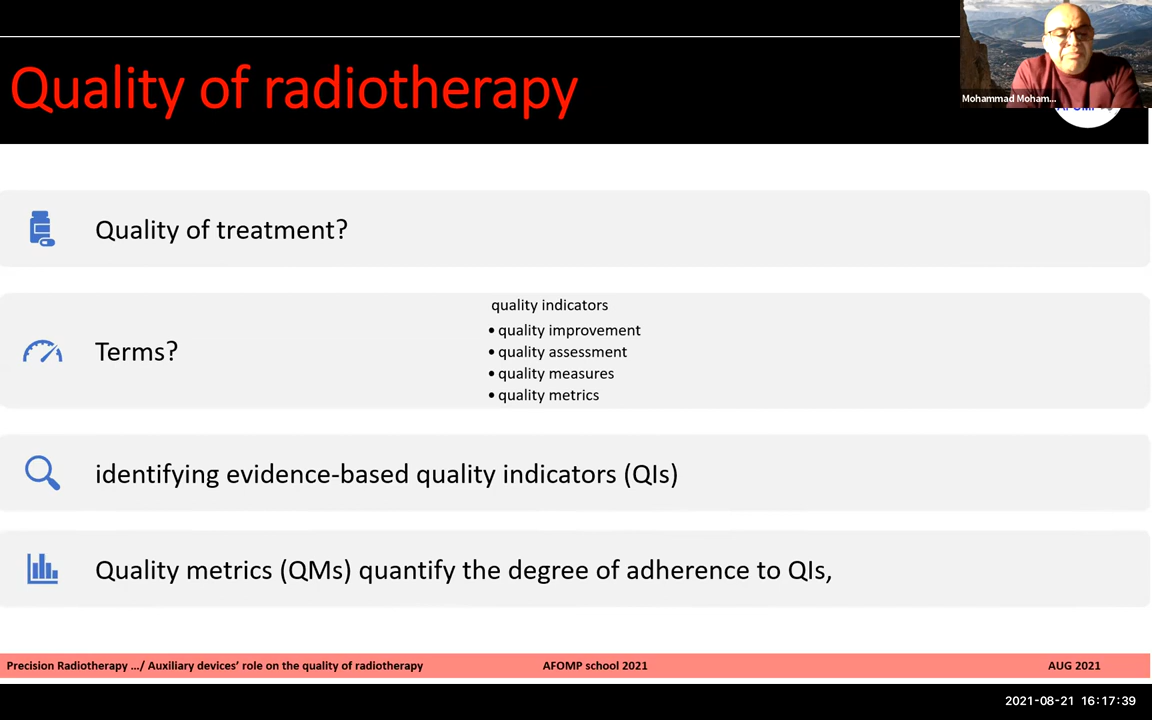 Quality of radiotherapy
Mohammad Moham...
Quality of treatment?
Terms?
quality indicators
• quality improvement
• quality assessment
• quality measures
• quality metrics
identifying evidence-based quality indicators (QIs)
Quality metrics (QMs) quantify the degree of adherence to QIs,
Precision Radiotherapy .../ Auxiliary devices' role on the quality of radiotherapy
AFOMP school 2021
AUG 2021
2021-08-21 16:17:39